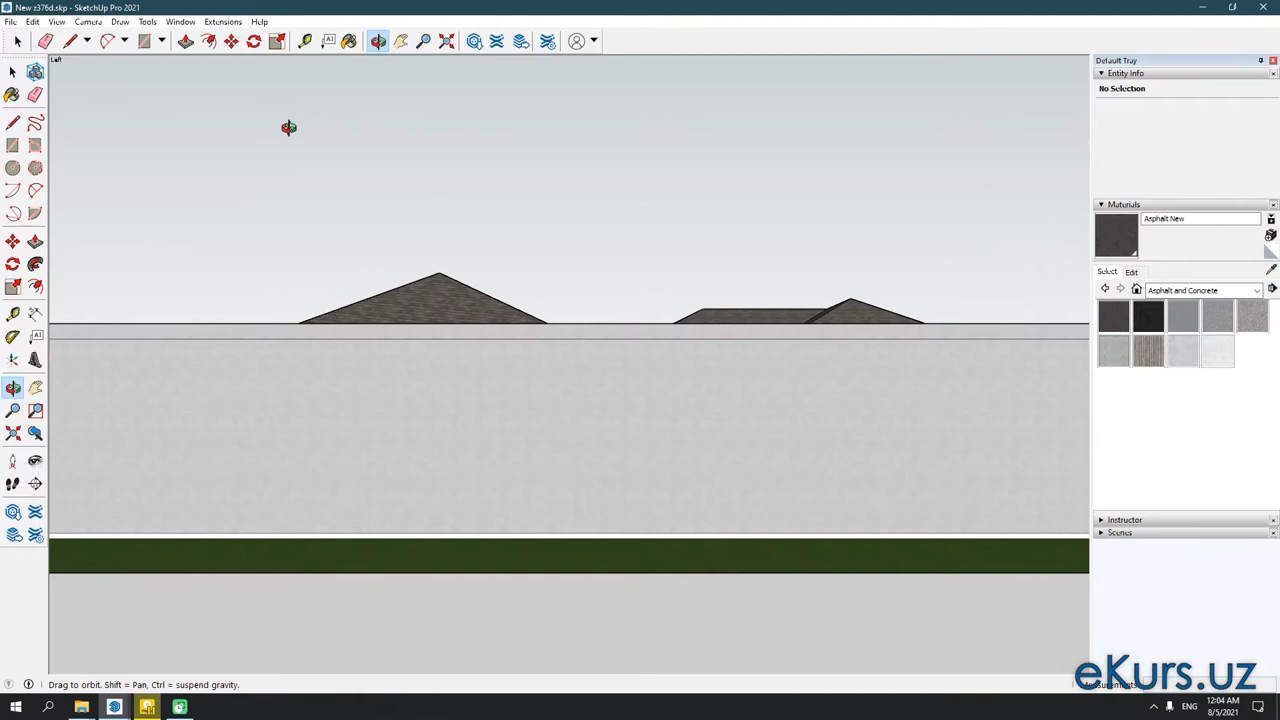 New z376d.skp - SketchUp Pro 2021
File Edit View Camera Draw Tools Window Extensions Help
Left
Default Tray
Entity Info
No Selection
Materials
Asphalt New
Select Edit
Asphalt and Concrete
Instructor
Scenes
Drag to orbit. Shift = Pan, Ctrl = suspend gravity.
eKurs.uz
ENG
12:04 AM
8/5/2021